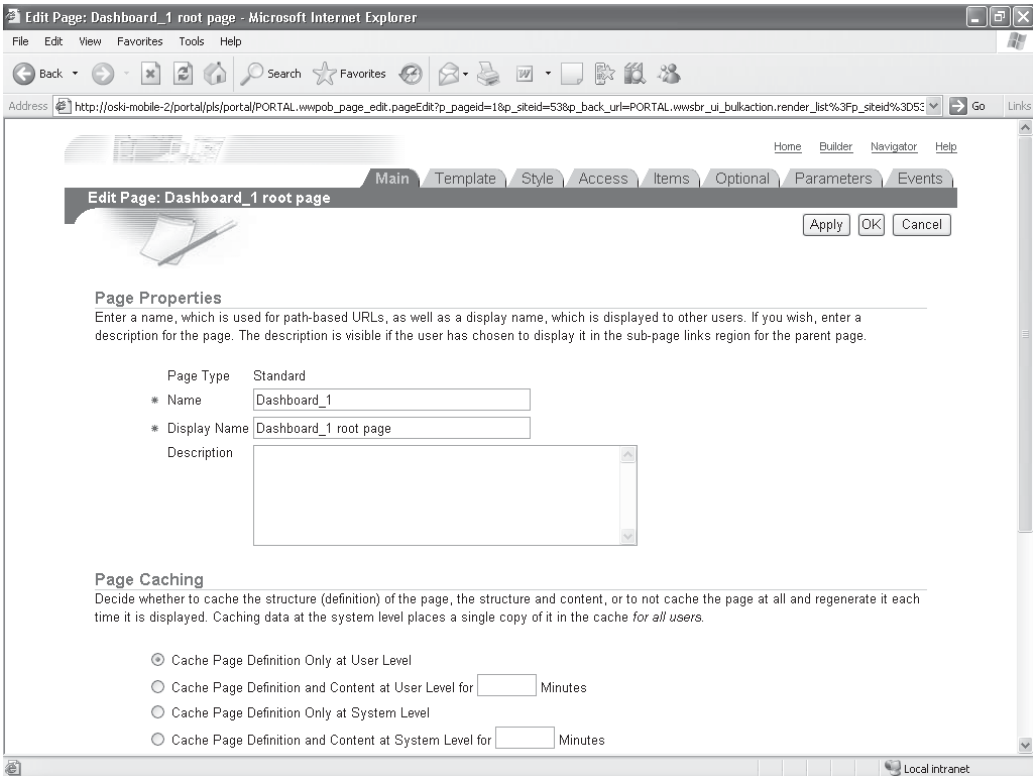 Edit Page: Dashboard_1 root page - Microsoft Internet Explorer
File Edit View Favorites Tools Help
Back Search Favorites
Address http://oski-mobile-2/portal/pls/portal/PORTAL.wwpob_page_edit.pageEdit?p_pageid=1&p_siteid=53&p_back_url=PORTAL.wwsbr_ui_bulkaction.render_list%3Fp_siteid%3D53 Go Links
Home Builder Navigator Help
Main Template Style Access Items Optional Parameters Events
Edit Page: Dashboard_1 root page
Apply OK Cancel
Page Properties
Enter a name, which is used for path-based URLs, as well as a display name, which is displayed to other users. If you wish, enter a
description for the page. The description is visible if the user has chosen to display it in the sub-page links region for the parent page.
Page Type Standard
* Name Dashboard_1
* Display Name Dashboard_1 root page
Description
Page Caching
Decide whether to cache the structure (definition) of the page, the structure and content, or to not cache the page at all and regenerate it each
time it is displayed. Caching data at the system level places a single copy of it in the cache for all users.
Cache Page Definition Only at User Level
Cache Page Definition and Content at User Level for Minutes
Cache Page Definition Only at System Level
Cache Page Definition and Content at System Level for Minutes
Local intranet